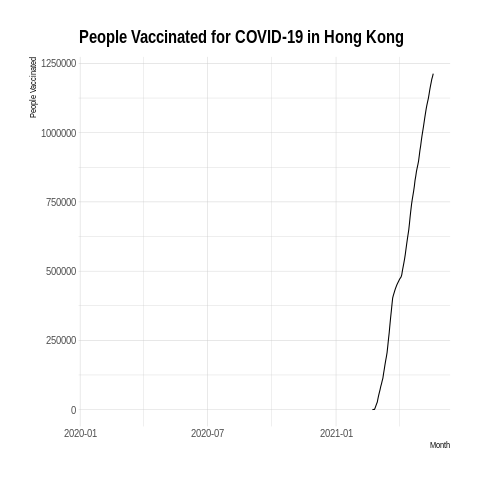 People Vaccinated for COVID-19 in Hong Kong
People Vaccinated
1250000
1000000
750000
500000
250000
0
2020-01 2020-07 2021-01
Month